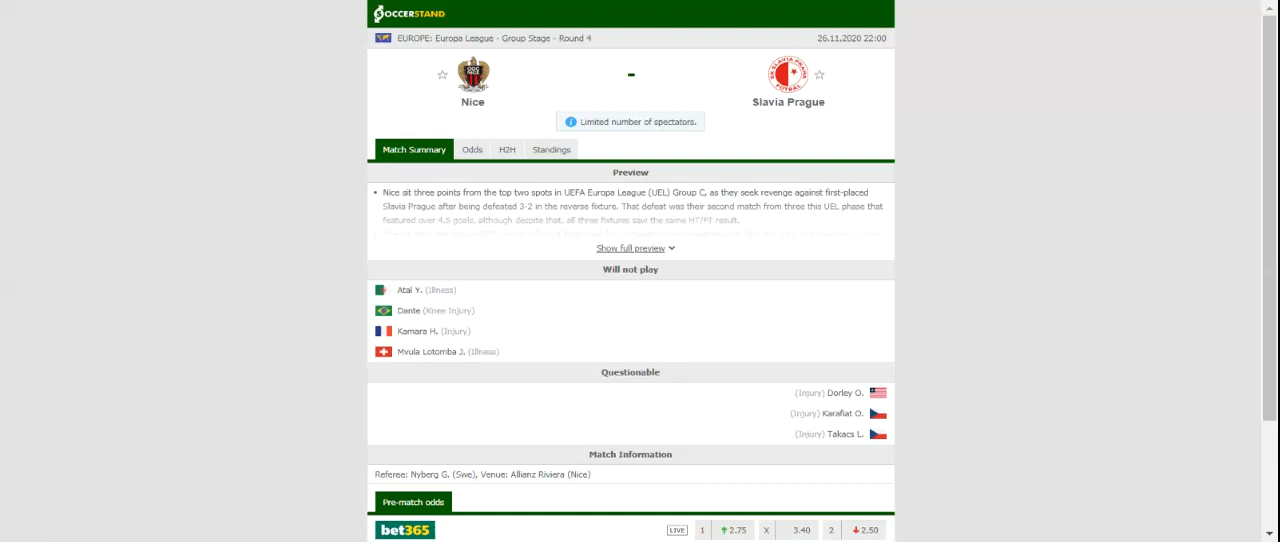 SOCCERSTAND
EUROPE: Europa League - Group Stage - Round 4 26.11.2020 22:00
OGC NICE
-
SK SLAVIA PRAHA FOTBAL
Nice Slavia Prague
Limited number of spectators.
Match Summary Odds H2H Standings
Preview
Nice sit three points from the top two spots in UEFA Europa League (UEL) Group C, as they seek revenge against first-placed
Slavia Prague after being defeated 3-2 in the reverse fixture. That defeat was their second match from three this UEL phase that
featured over 4.5 goals, although despite that, all three fixtures saw the same HT/FT result.
Show full preview
Will not play
Atal Y. (Illness)
Dante (Knee Injury)
Kamara H. (Injury)
Mvula Lotomba J. (Illness)
Questionable
(Injury) Dorley O.
(Injury) Karafiat O.
(Injury) Takacs L.
Match Information
Referee: Nyberg G. (Swe), Venue: Allianz Riviera (Nice)
Pre-match odds
bet365 LIVE 1 2.75 X 3.40 2 2.50